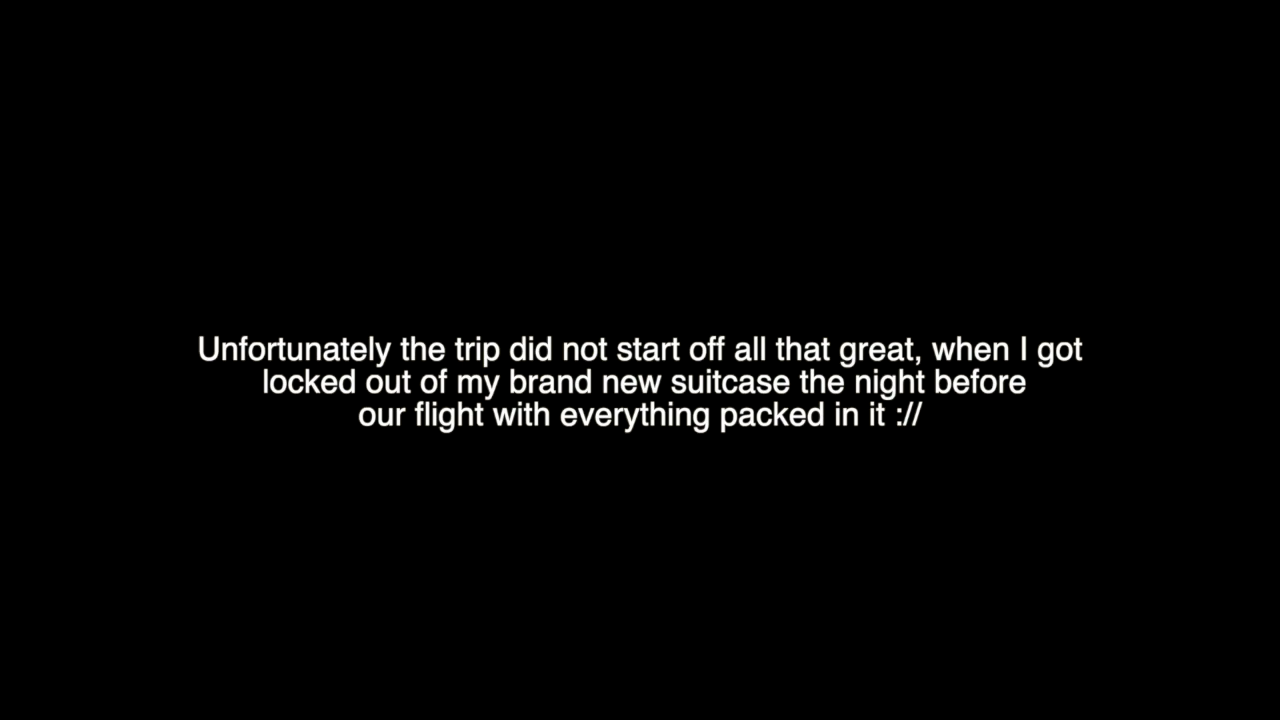 Unfortunately the trip did not start off all that great, when I got
locked out of my brand new suitcase the night before
our flight with everything packed in it ://